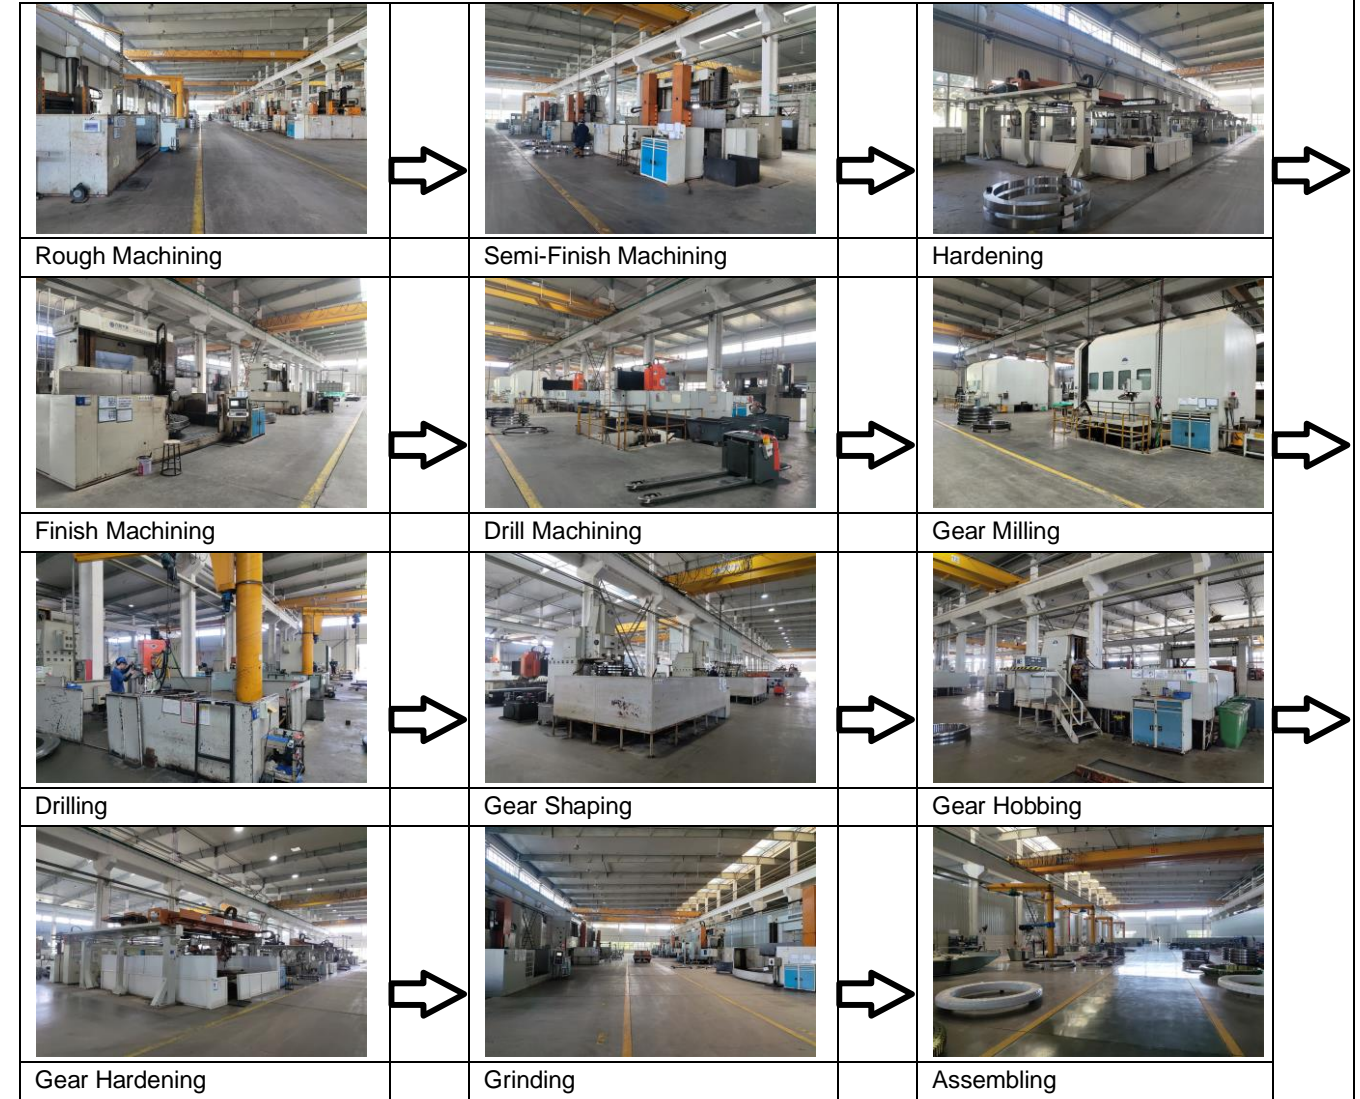 Rough Machining
Semi-Finish Machining
Hardening
Finish Machining
Drill Machining
Gear Milling
Drilling
Gear Shaping
Gear Hobbing
Gear Hardening
Grinding
Assembling